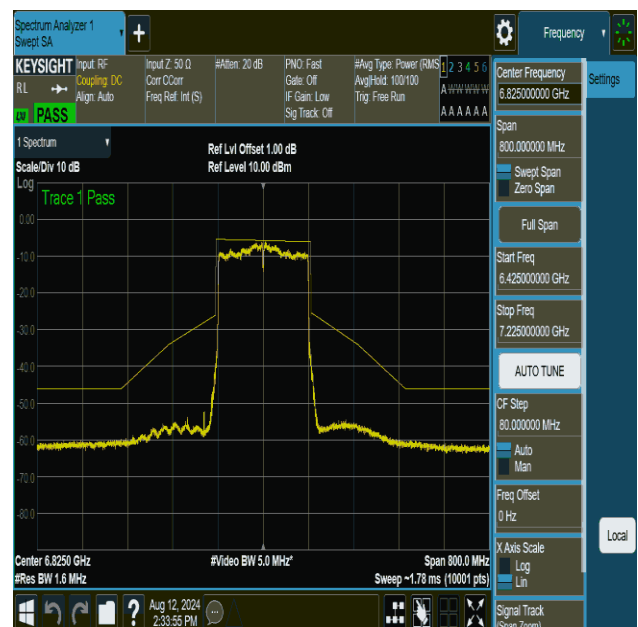 Spectrum Analyzer 1
Swept SA
Frequency
KEYSIGHT
RL
PASS
Input: RF
Coupling: DC
Align: Auto
Input Z: 50 Ω
Corr CCorr
Freq Ref: Int (S)
#Atten: 20 dB
PNO: Fast
Gate: Off
IF Gain: Low
Sig Track: Off
#Avg Type: Power (RMS
Avg|Hold: 100/100
Trig: Free Run
1 2 3 4 5 6
A W W W W W
A A A A A A
1 Spectrum
Scale/Div 10 dB
Ref Lvl Offset 1.00 dB
Ref Level 10.00 dBm
Log
Trace 1 Pass
0.00
-10.0
-20.0
-30.0
-40.0
-50.0
-60.0
-70.0
-80.0
Center 6.8250 GHz
#Res BW 1.6 MHz
#Video BW 5.0 MHz*
Span 800.0 MHz
Sweep ~1.78 ms (10001 pts)
Aug 12, 2024
2:33:55 PM
?
Center Frequency
6.825000000 GHz
Settings
Span
800.000000 MHz
Swept Span
Zero Span
Full Span
Start Freq
6.425000000 GHz
Stop Freq
7.225000000 GHz
AUTO TUNE
CF Step
80.000000 MHz
Auto
Man
Freq Offset
0 Hz
Local
X Axis Scale
Log
Lin
Signal Track
(Span Zoom)